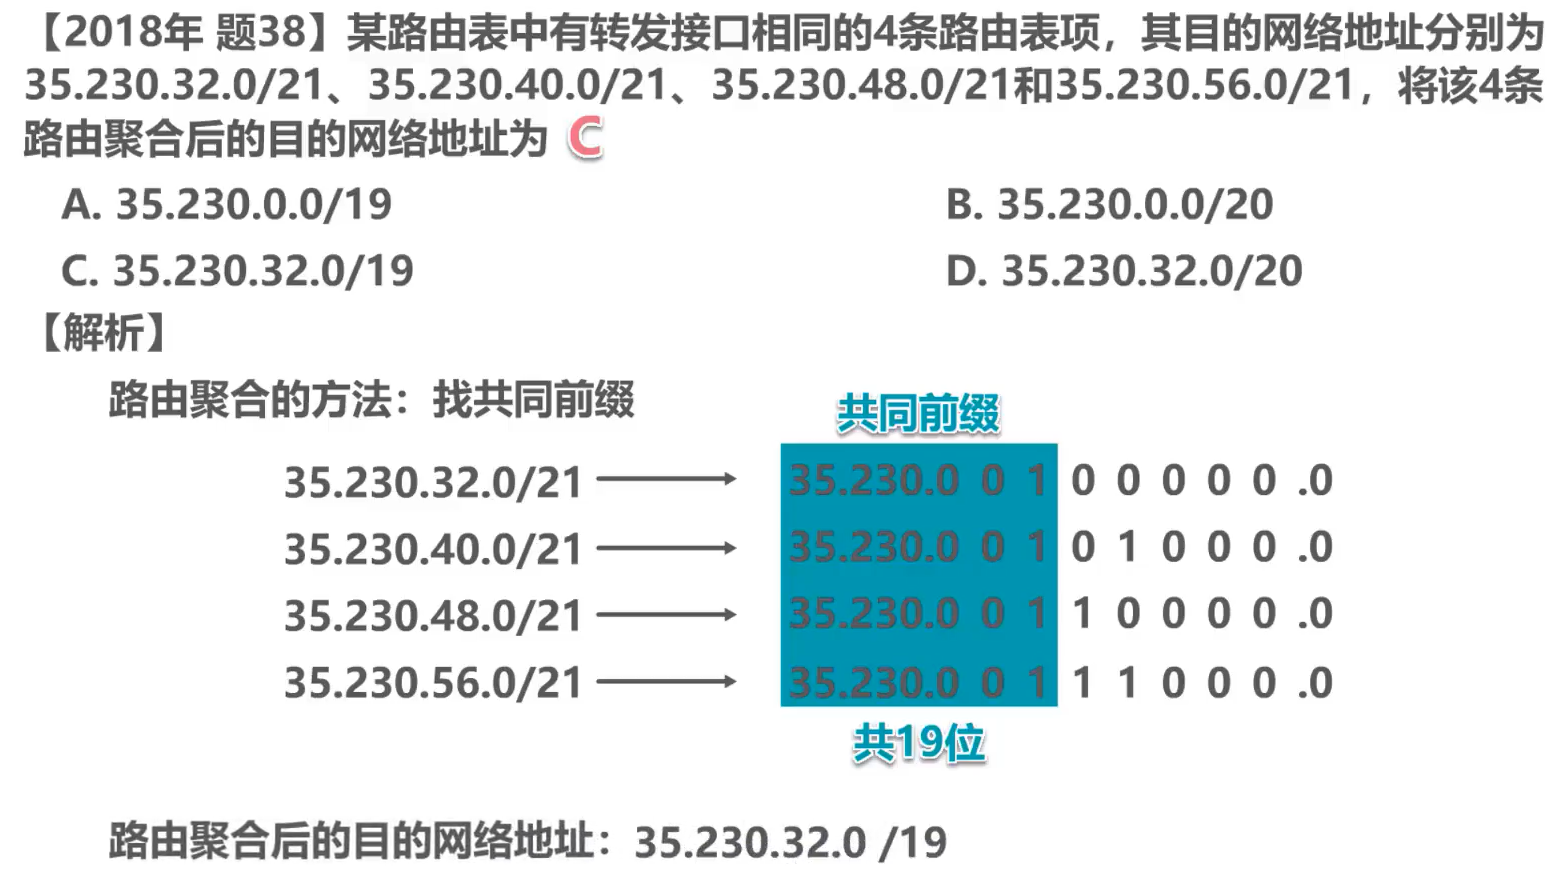 【2018年 题38】某路由表中有转发接口相同的4条路由表项，其目的网络地址分别为
35.230.32.0/21、35.230.40.0/21、35.230.48.0/21和35.230.56.0/21，将该4条
路由聚合后的目的网络地址为 C
A. 35.230.0.0/19 B. 35.230.0.0/20
C. 35.230.32.0/19 D. 35.230.32.0/20
【解析】
路由聚合的方法：找共同前缀
共同前缀
35.230.32.0/21 35.230.0 0 1 0 0 0 0 0 .0
35.230.40.0/21 35.230.0 0 1 0 1 0 0 0 .0
35.230.48.0/21 35.230.0 0 1 1 0 0 0 0 .0
35.230.56.0/21 35.230.0 0 1 1 1 0 0 0 .0
共19位
路由聚合后的目的网络地址：35.230.32.0 /19